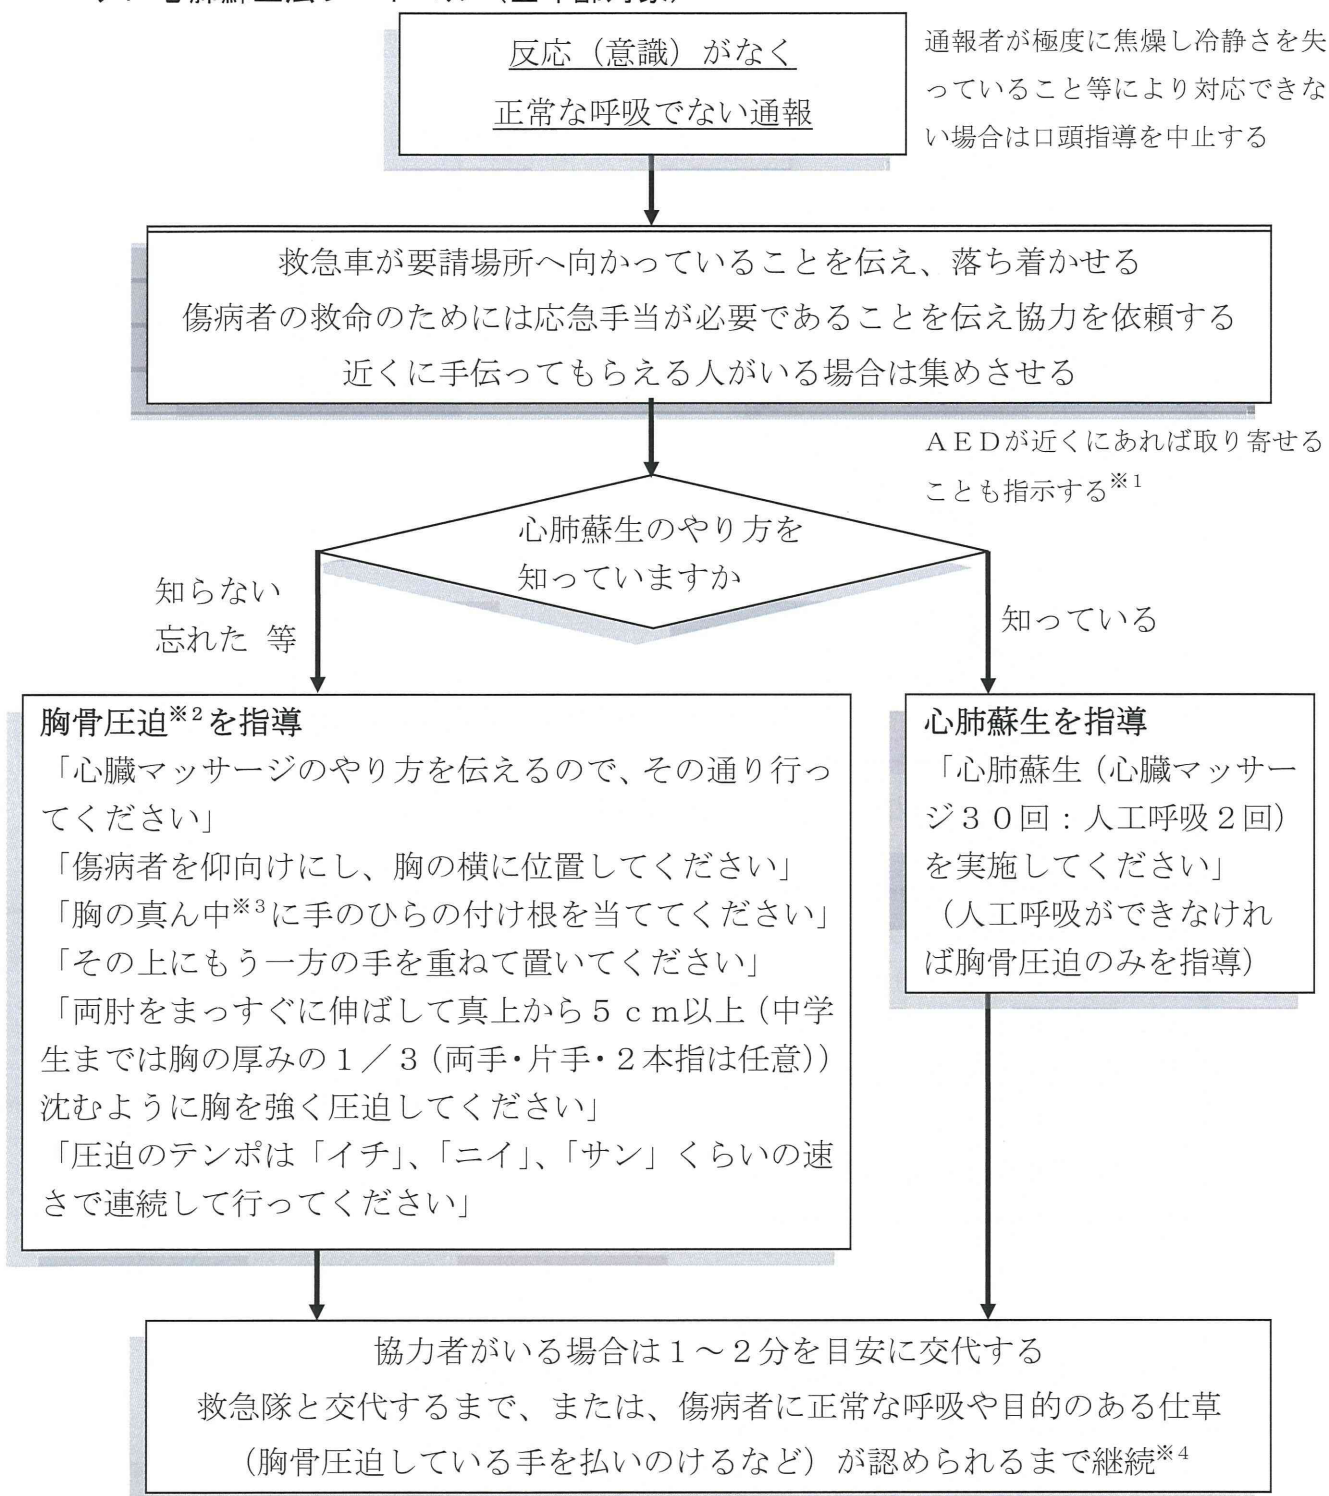 反応（意識）がなく
正常な呼吸でない通報
通報者が極度に焦燥し冷静さを失
っていること等により対応できな
い場合は口頭指導を中止する
救急車が要請場所へ向かっていることを伝え、落ち着かせる
傷病者の救命のためには応急手当が必要であることを伝え協力を依頼する
近くに手伝ってもらえる人がいる場合は集めさせる
ＡＥＤが近くにあれば取り寄せる
ことも指示する※1
心肺蘇生のやり方を
知っていますか
知らない
忘れた 等
知っている
胸骨圧迫※2を指導
「心臓マッサージのやり方を伝えるので、その通り行っ
てください」
「傷病者を仰向けにし、胸の横に位置してください」
「胸の真ん中※3に手のひらの付け根を当ててください」
「その上にもう一方の手を重ねて置いてください」
「両肘をまっすぐに伸ばして真上から５ｃｍ以上（中学
生までは胸の厚みの１／３（両手・片手・２本指は任意））
沈むように胸を強く圧迫してください」
「圧迫のテンポは「イチ」、「ニイ」、「サン」くらいの速
さで連続して行ってください」
心肺蘇生を指導
「心肺蘇生（心臓マッサー
ジ３０回：人工呼吸２回）
を実施してください」
（人工呼吸ができなけれ
ば胸骨圧迫のみを指導）
協力者がいる場合は１～２分を目安に交代する
救急隊と交代するまで、または、傷病者に正常な呼吸や目的のある仕草
（胸骨圧迫している手を払いのけるなど）が認められるまで継続※4